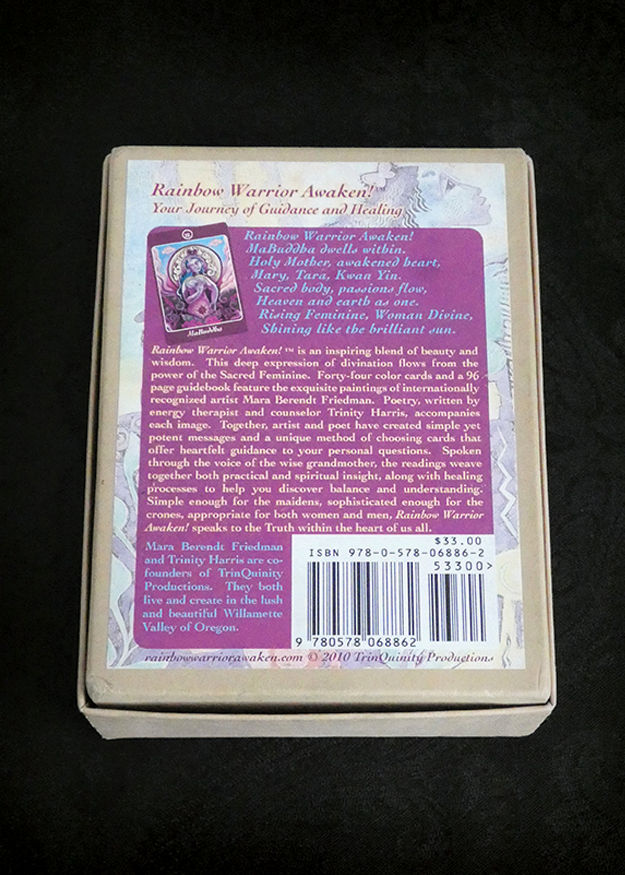 Rainbow Warrior Awaken!™
Your Journey of Guidance and Healing
Rainbow Warrior Awaken!
MaBuddha dwells within.
Holy Mother, awakened heart,
Mary, Tara, Kwan Yin.
Sacred body, passions flow,
Heaven and earth as one.
Rising Feminine, Woman Divine,
Shining like the brilliant sun.
MaBuddha
Rainbow Warrior Awaken! ™ is an inspiring blend of beauty and
wisdom. This deep expression of divination flows from the
power of the Sacred Feminine. Forty-four color cards and a 96
page guidebook feature the exquisite paintings of internationally
recognized artist Mara Berendt Friedman. Poetry, written by
energy therapist and counselor Trinity Harris, accompanies
each image. Together, artist and poet have created simple yet
potent messages and a unique method of choosing cards that
offer heartfelt guidance to your personal questions. Spoken
through the voice of the wise grandmother, the readings weave
together both practical and spiritual insight, along with healing
processes to help you discover balance and understanding.
Simple enough for the maidens, sophisticated enough for the
crones, appropriate for both women and men, Rainbow Warrior
Awaken! speaks to the Truth within the heart of us all.
Mara Berendt Friedman
and Trinity Harris are co-
founders of TrinQuinity
Productions. They both
live and create in the lush
and beautiful Willamette
Valley of Oregon.
$33.00
ISBN 978-0-578-06886-2
53300>
9 780578 068862
rainbowwarriorawaken.com © 2010 TrinQuinity Productions